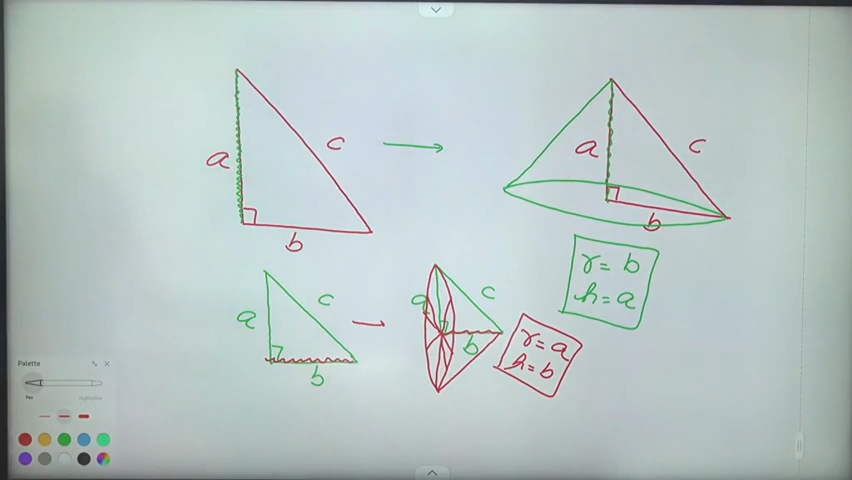 a
c
b
a
c
b
r = b
h = a
a
c
b
a
c
b
r = a
h = b
Palette
Pen
Highlighter